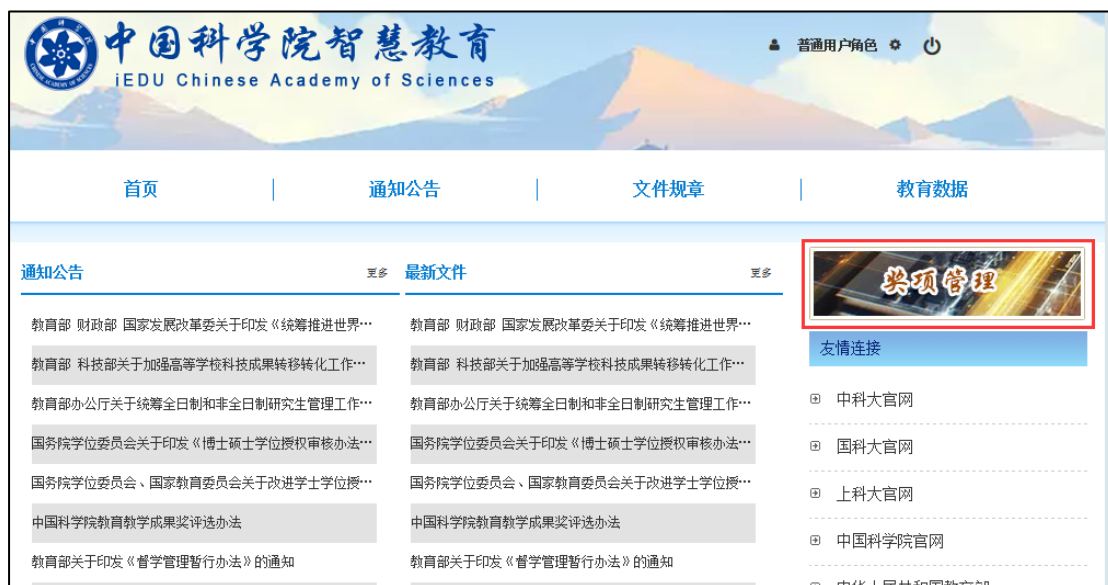 中国科学院智慧教育
iEDU Chinese Academy of Sciences
普通用户角色
首页 通知公告 文件规章 教育数据
通知公告 更多
教育部 财政部 国家发展改革委关于印发《统筹推进世界…
教育部 科技部关于加强高等学校科技成果转移转化工作…
教育部办公厅关于统筹全日制和非全日制研究生管理工作…
国务院学位委员会关于印发《博士硕士学位授权审核办法…
国务院学位委员会、国家教育委员会关于改进学士学位授…
中国科学院教育教学成果奖评选办法
教育部关于印发《督学管理暂行办法》的通知
最新文件 更多
教育部 财政部 国家发展改革委关于印发《统筹推进世界…
教育部 科技部关于加强高等学校科技成果转移转化工作…
教育部办公厅关于统筹全日制和非全日制研究生管理工作…
国务院学位委员会关于印发《博士硕士学位授权审核办法…
国务院学位委员会、国家教育委员会关于改进学士学位授…
中国科学院教育教学成果奖评选办法
教育部关于印发《督学管理暂行办法》的通知
奖项管理
友情连接
中科大官网
国科大官网
上科大官网
中国科学院官网